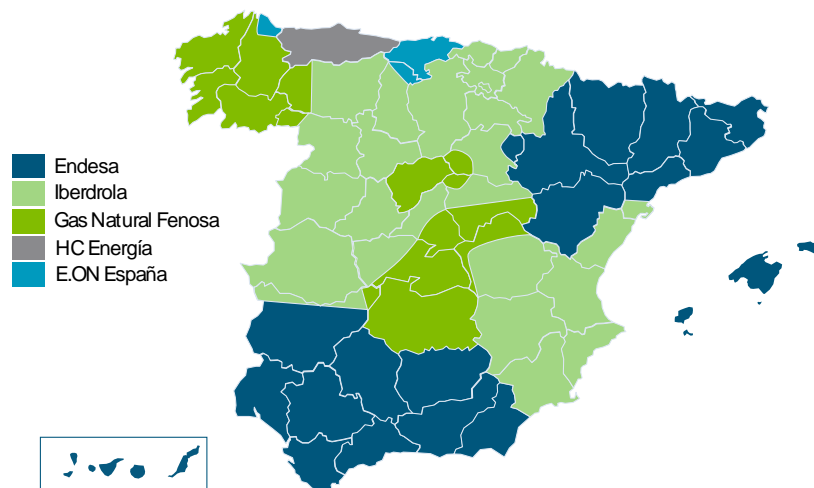 Endesa
Iberdrola
Gas Natural Fenosa
HC Energía
E.ON España